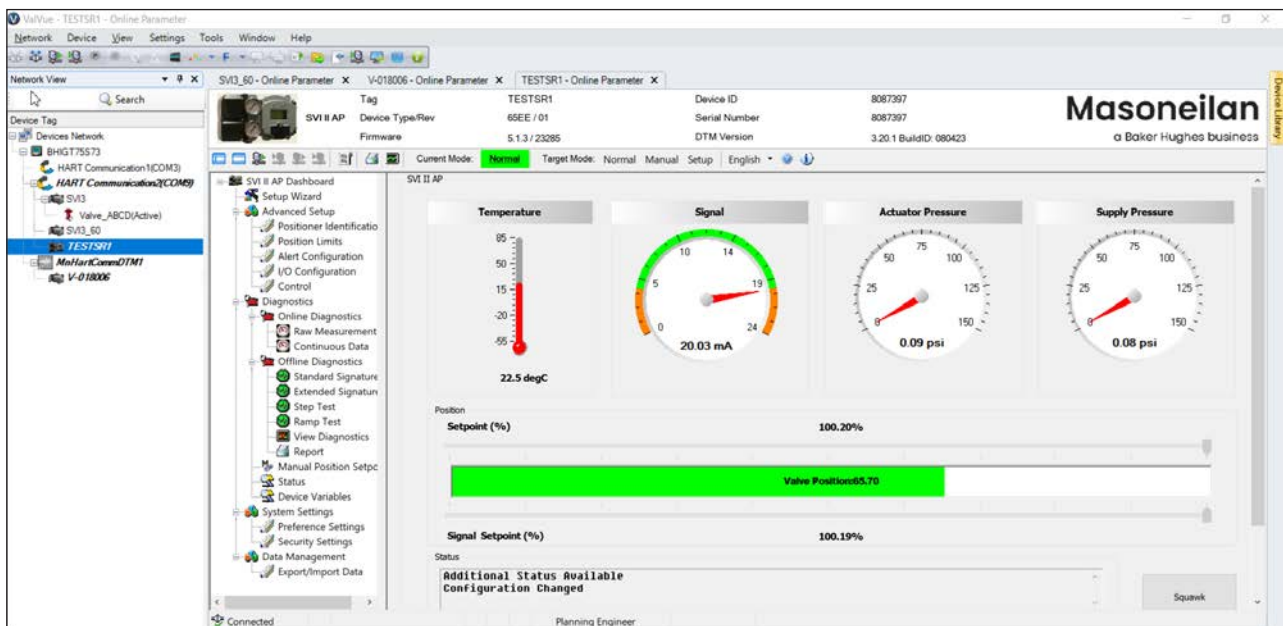 ValVue - TESTSR1 - Online Parameter
Network Device View Settings Tools Window Help
Network View
SVI3_60 - Online Parameter X V-018006 - Online Parameter X TESTSR1 - Online Parameter X
Search
Device Tag
Devices Network
BHIGT75573
HART Communication1(COM3)
HART Communication2(COM9)
SVI3
Valve_ABCD(Active)
SVI3_60
TESTSR1
MnHartCommDTM1
V-018006
SVI II AP
Tag TESTSR1 Device ID 8087397
Device Type/Rev 65EE / 01 Serial Number 8087397
Firmware 5.1.3 / 23285 DTM Version 3.20.1 BuildID: 080423
Masoneilan
a Baker Hughes business
Device Library
Current Mode: Normal Target Mode: Normal Manual Setup English
SVI II AP Dashboard
Setup Wizard
Advanced Setup
Positioner Identificatio
Position Limits
Alert Configuration
I/O Configuration
Control
Diagnostics
Online Diagnostics
Raw Measurement
Continuous Data
Offline Diagnostics
Standard Signature
Extended Signatur
Step Test
Ramp Test
View Diagnostics
Report
Manual Position Setpo
Status
Device Variables
System Settings
Preference Settings
Security Settings
Data Management
Export/Import Data
SVI II AP
Temperature
85
50
15
-20
-55
22.5 degC
Signal
0 5 10 14 19 24
20.03 mA
Actuator Pressure
0 25 50 75 100 125 150
0.09 psi
Supply Pressure
0 25 50 75 100 125 150
0.08 psi
Position
Setpoint (%) 100.20%
Valve Position:65.70
Signal Setpoint (%) 100.19%
Status
Additional Status Available
Configuration Changed
Squawk
Connected Planning Engineer